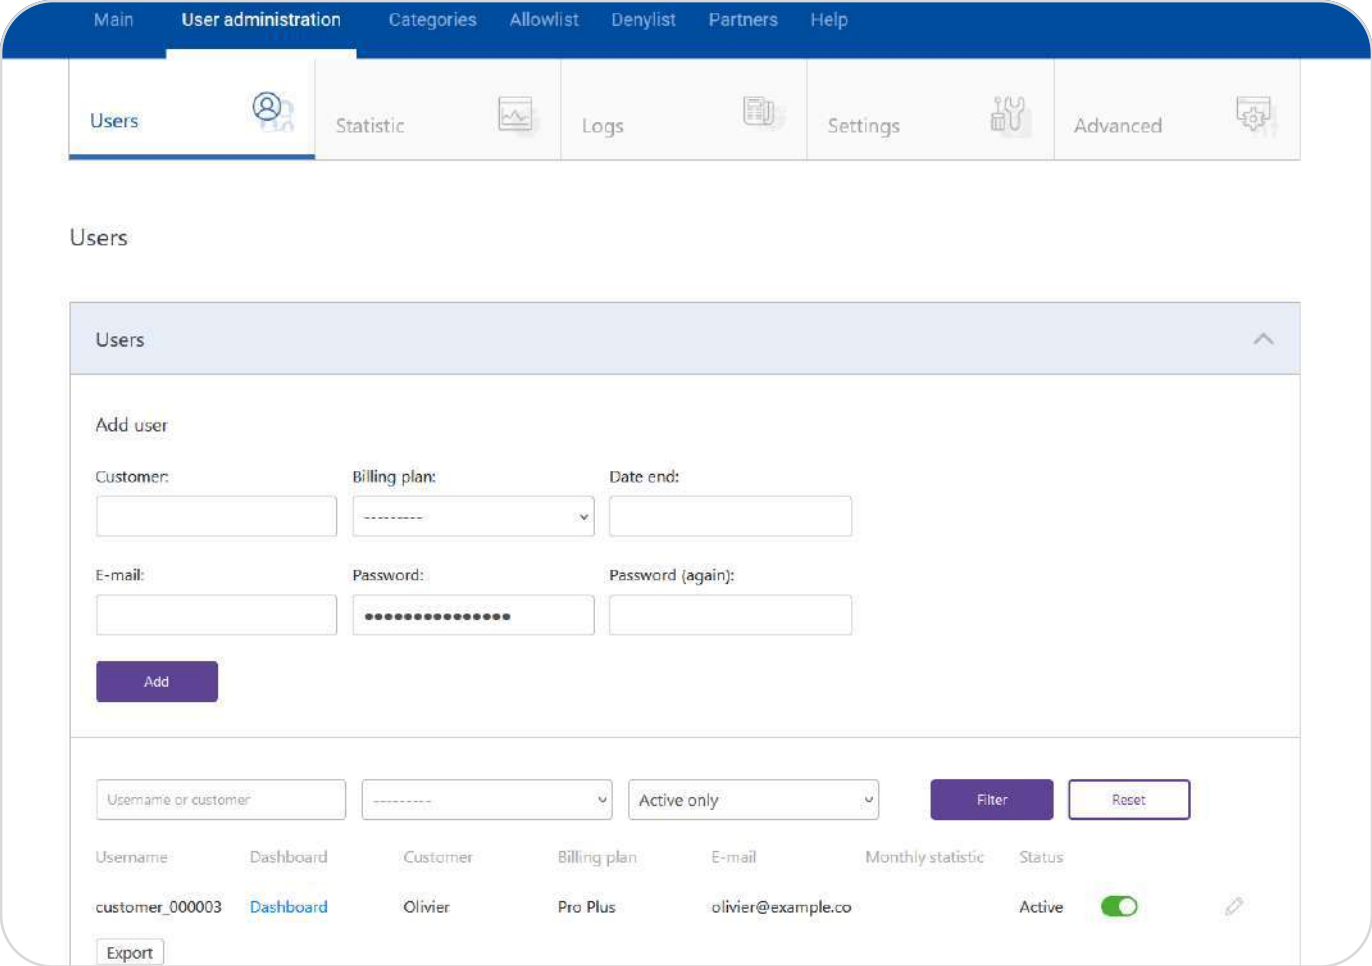 Main User administration Categories Allowlist Denylist Partners Help
Users Statistic Logs Settings Advanced
Users
Users
Add user
Customer: Billing plan: Date end:
---------
E-mail: Password: Password (again):
•••••••••••••••
Add
Username or customer --------- Active only Filter Reset
Username Dashboard Customer Billing plan E-mail Monthly statistic Status
customer_000003 Dashboard Olivier Pro Plus olivier@example.co Active
Export